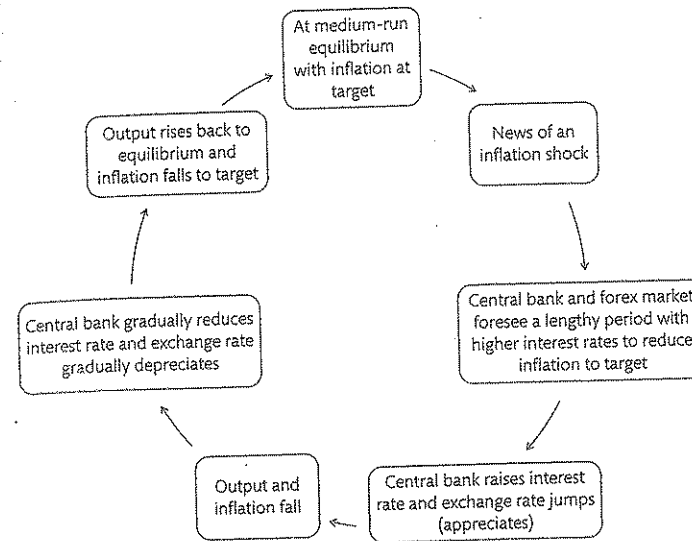 At medium-run
equilibrium
with inflation at
target
News of an
inflation shock
Central bank and forex market
foresee a lengthy period with
higher interest rates to reduce
inflation to target
Central bank raises interest
rate and exchange rate jumps
(appreciates)
Output and
inflation fall
Central bank gradually reduces
interest rate and exchange rate
gradually depreciates
Output rises back to
equilibrium and
inflation falls to target